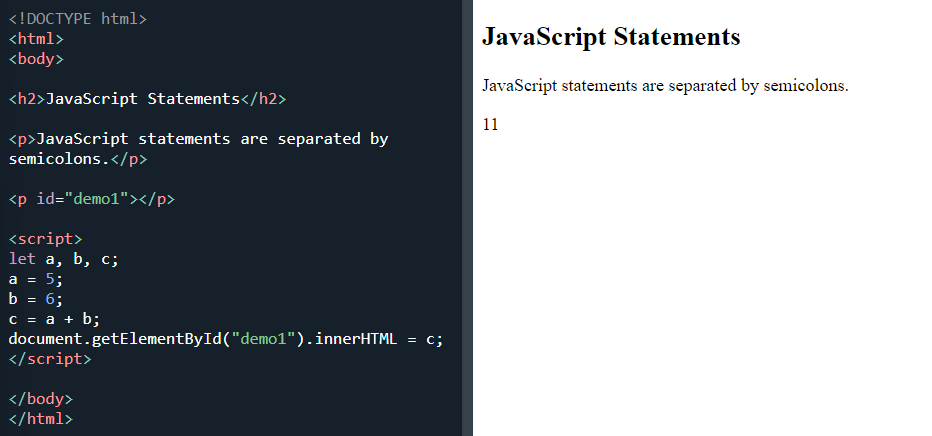 <!DOCTYPE html>
<html>
<body>
<h2>JavaScript Statements</h2>
<p>JavaScript statements are separated by
semicolons.</p>
<p id="demo1"></p>
<script>
let a, b, c;
a = 5;
b = 6;
c = a + b;
document.getElementById("demo1").innerHTML = c;
</script>
</body>
</html>
JavaScript Statements
JavaScript statements are separated by semicolons.
11